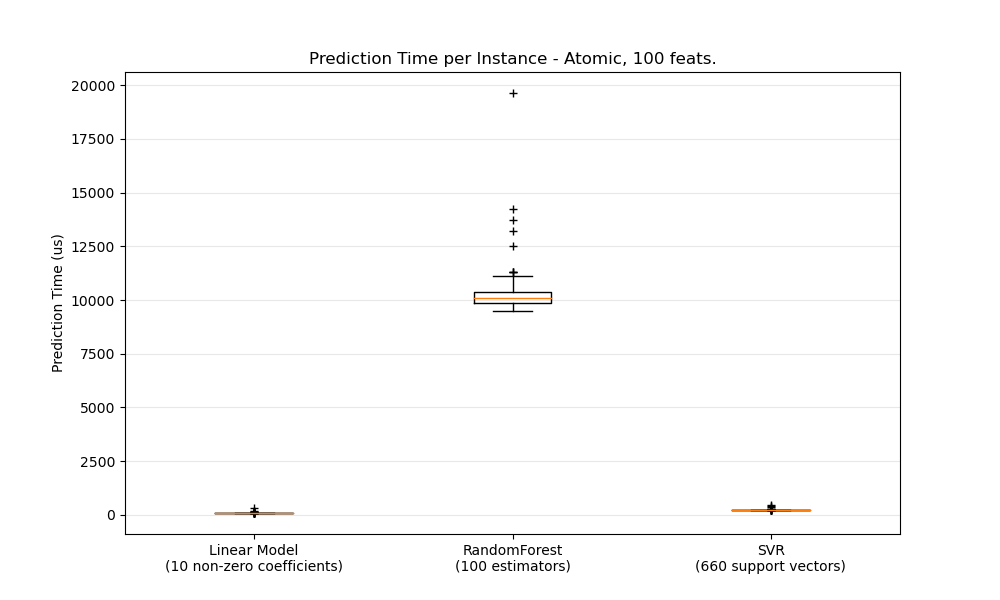 Prediction Time per Instance - Atomic, 100 feats.
20000
17500
15000
12500
10000
7500
5000
2500
0
Prediction Time (us)
Linear Model
(10 non-zero coefficients)
RandomForest
(100 estimators)
SVR
(660 support vectors)